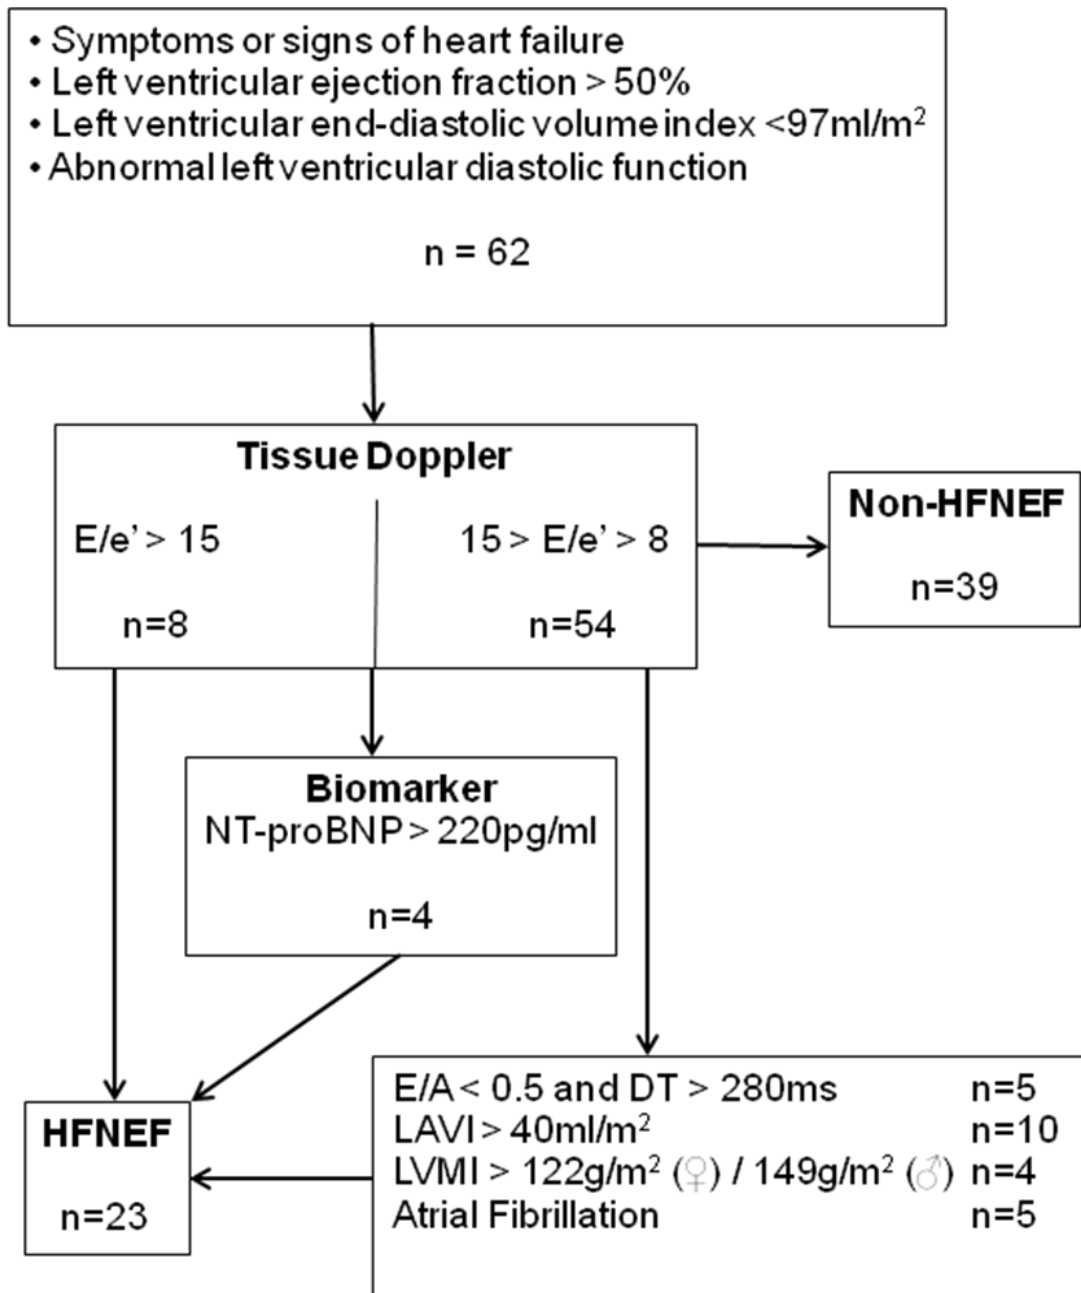 • Symptoms or signs of heart failure
• Left ventricular ejection fraction > 50%
• Left ventricular end-diastolic volume index <97ml/m²
• Abnormal left ventricular diastolic function
n = 62
Tissue Doppler
E/e’ > 15
15 > E/e’ > 8
n=8
n=54
Non-HFNEF
n=39
Biomarker
NT-proBNP > 220pg/ml
n=4
HFNEF
n=23
E/A < 0.5 and DT > 280ms n=5
LAVI > 40ml/m² n=10
LVMI > 122g/m² (♀) / 149g/m² (♂) n=4
Atrial Fibrillation n=5